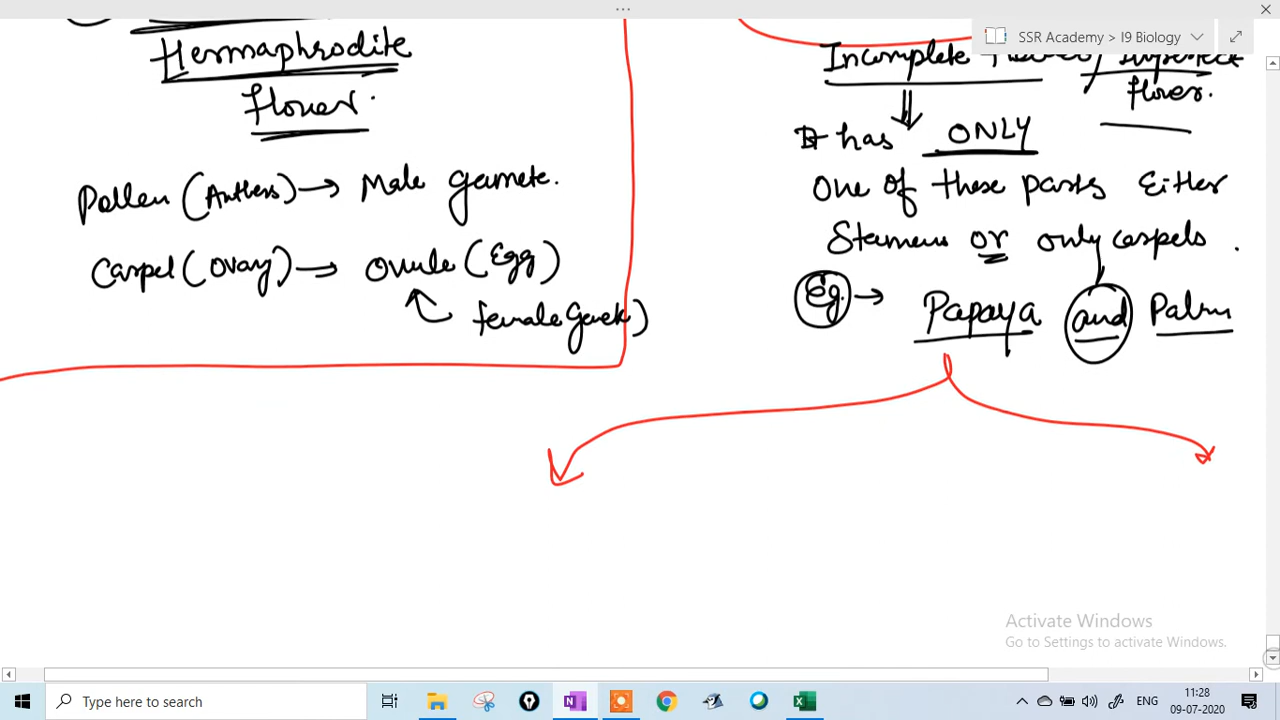 SSR Academy > I9 Biology
Hermaphrodite
flower.
Pollen (Anthers) → Male gamete.
Carpel (Ovary) → Ovule (Egg)
female Gamete)
Incomplete
flower.
It has ONLY
One of these parts Either
Stamens or only carpels.
Eg. → Papaya and Palm
Activate Windows
Go to Settings to activate Windows.
Type here to search
ENG
11:28
09-07-2020